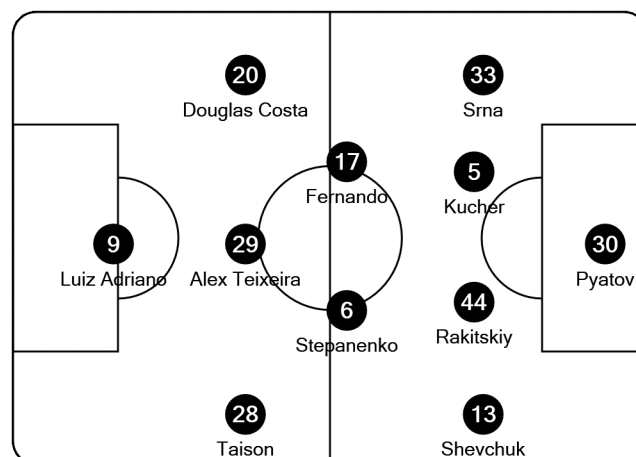 20
Douglas Costa
33
Srna
17
Fernando
5
Kucher
9
Luiz Adriano
29
Alex Teixeira
30
Pyatov
6
Stepanenko
44
Rakitskiy
28
Taison
13
Shevchuk